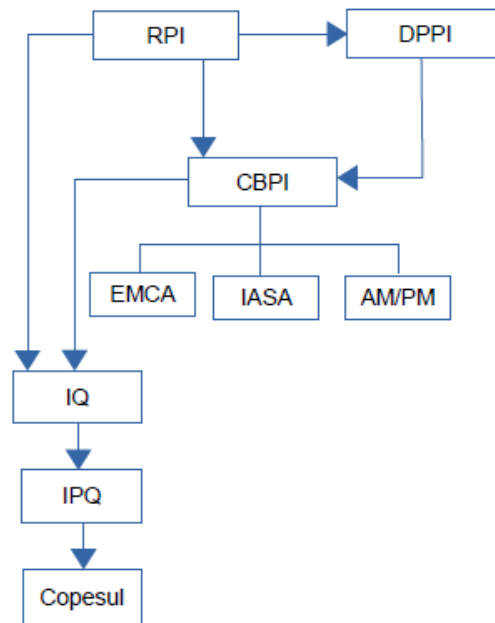 RPI
DPPI
CBPI
EMCA
IASA
AM/PM
IQ
IPQ
Copesul